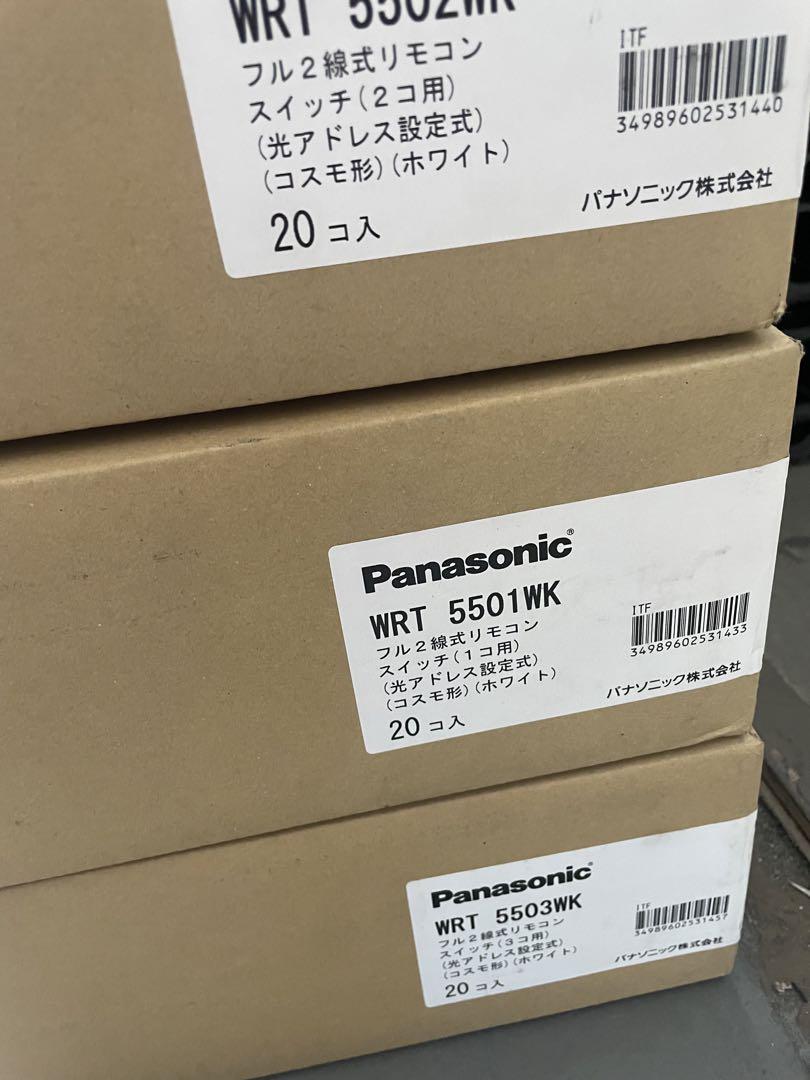 WRT 5502WK
フル2線式リモコン
スイッチ(2コ用)
(光アドレス設定式)
(コスモ形)(ホワイト)
20コ入
ITF
34989602531440
パナソニック株式会社
Panasonic®
WRT 5501WK
フル2線式リモコン
スイッチ(1コ用)
(光アドレス設定式)
(コスモ形)(ホワイト)
20コ入
ITF
34989602531433
パナソニック株式会社
Panasonic®
WRT 5503WK
フル2線式リモコン
スイッチ(3コ用)
(光アドレス設定式)
(コスモ形)(ホワイト)
20コ入
ITF
34989602531457
パナソニック株式会社